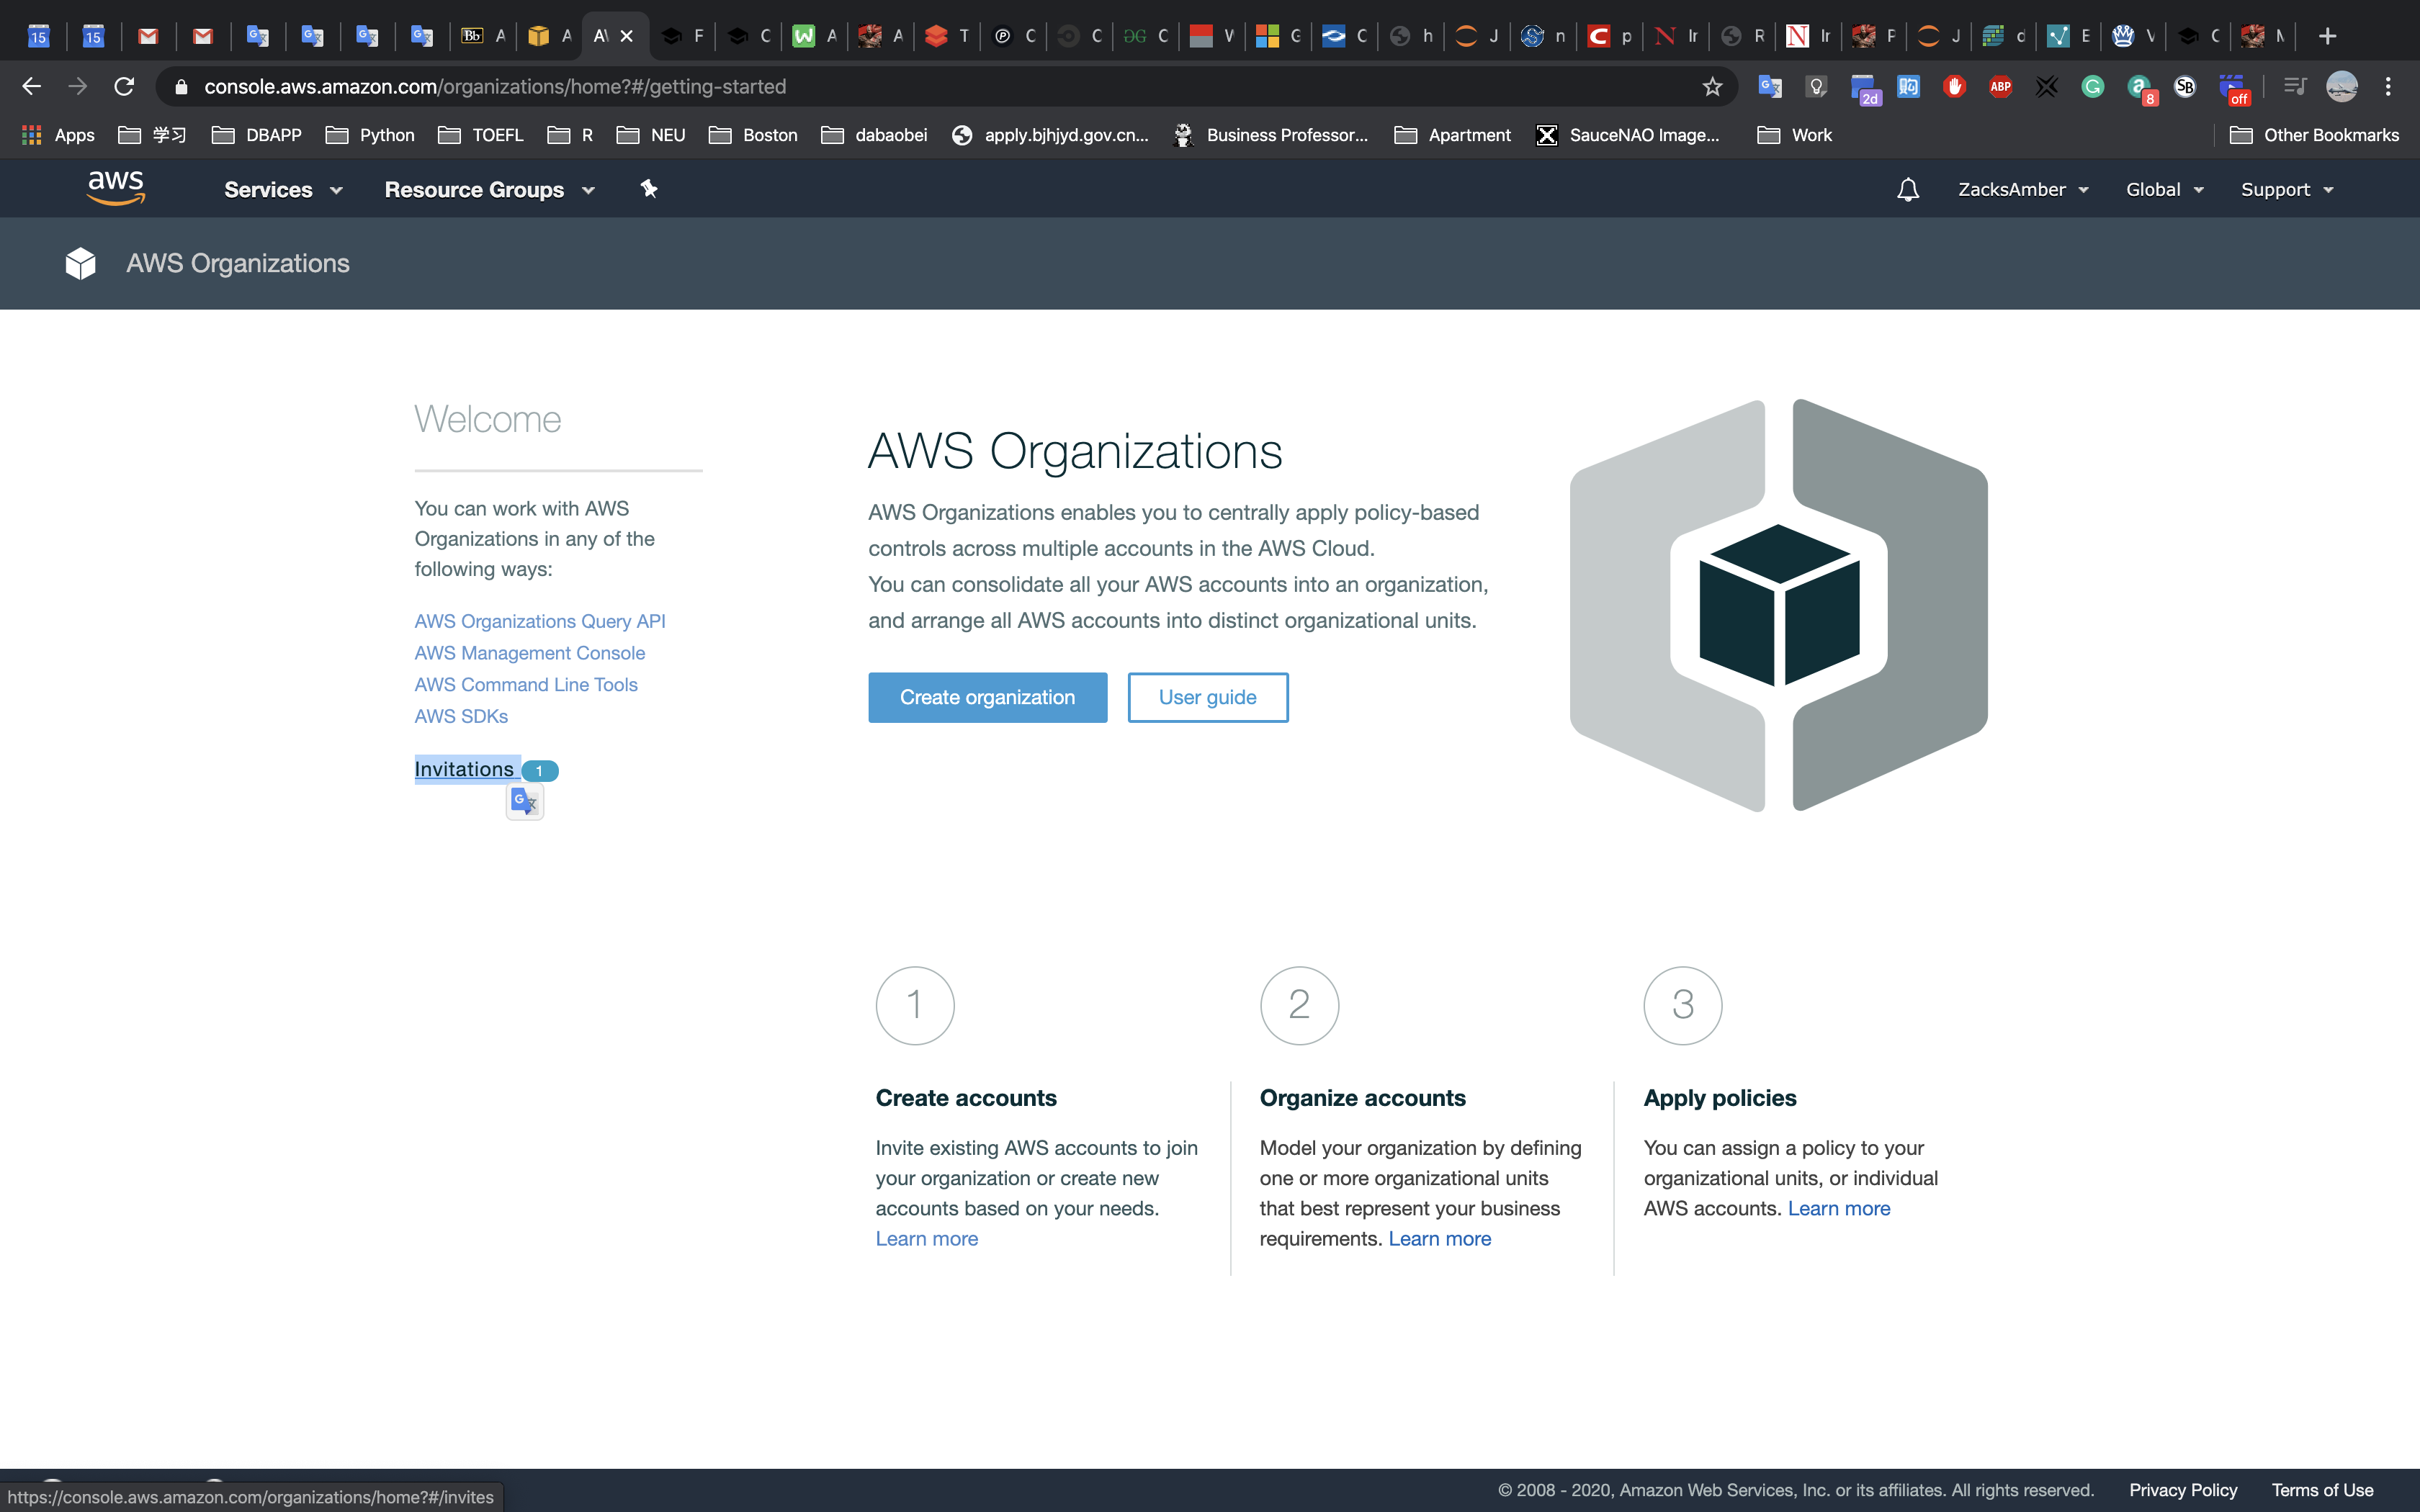 15 15 Bb A A AV F C A A T C C C W G C h J n p Ir R Ir P J d E V C M
console.aws.amazon.com/organizations/home?#/getting-started
2d ABP 8 SB off
Apps 学习 DBAPP Python TOEFL R NEU Boston dabaobei apply.bjhjyd.gov.cn... Business Professor... Apartment SauceNAO Image... Work Other Bookmarks
aws Services Resource Groups ZacksAmber Global Support
AWS Organizations
Welcome
You can work with AWS
Organizations in any of the
following ways:
AWS Organizations Query API
AWS Management Console
AWS Command Line Tools
AWS SDKs
Invitations 1
AWS Organizations
AWS Organizations enables you to centrally apply policy-based
controls across multiple accounts in the AWS Cloud.
You can consolidate all your AWS accounts into an organization,
and arrange all AWS accounts into distinct organizational units.
Create organization User guide
1
Create accounts
Invite existing AWS accounts to join
your organization or create new
accounts based on your needs.
Learn more
2
Organize accounts
Model your organization by defining
one or more organizational units
that best represent your business
requirements. Learn more
3
Apply policies
You can assign a policy to your
organizational units, or individual
AWS accounts. Learn more
https://console.aws.amazon.com/organizations/home?#/invites
© 2008 - 2020, Amazon Web Services, Inc. or its affiliates. All rights reserved. Privacy Policy Terms of Use